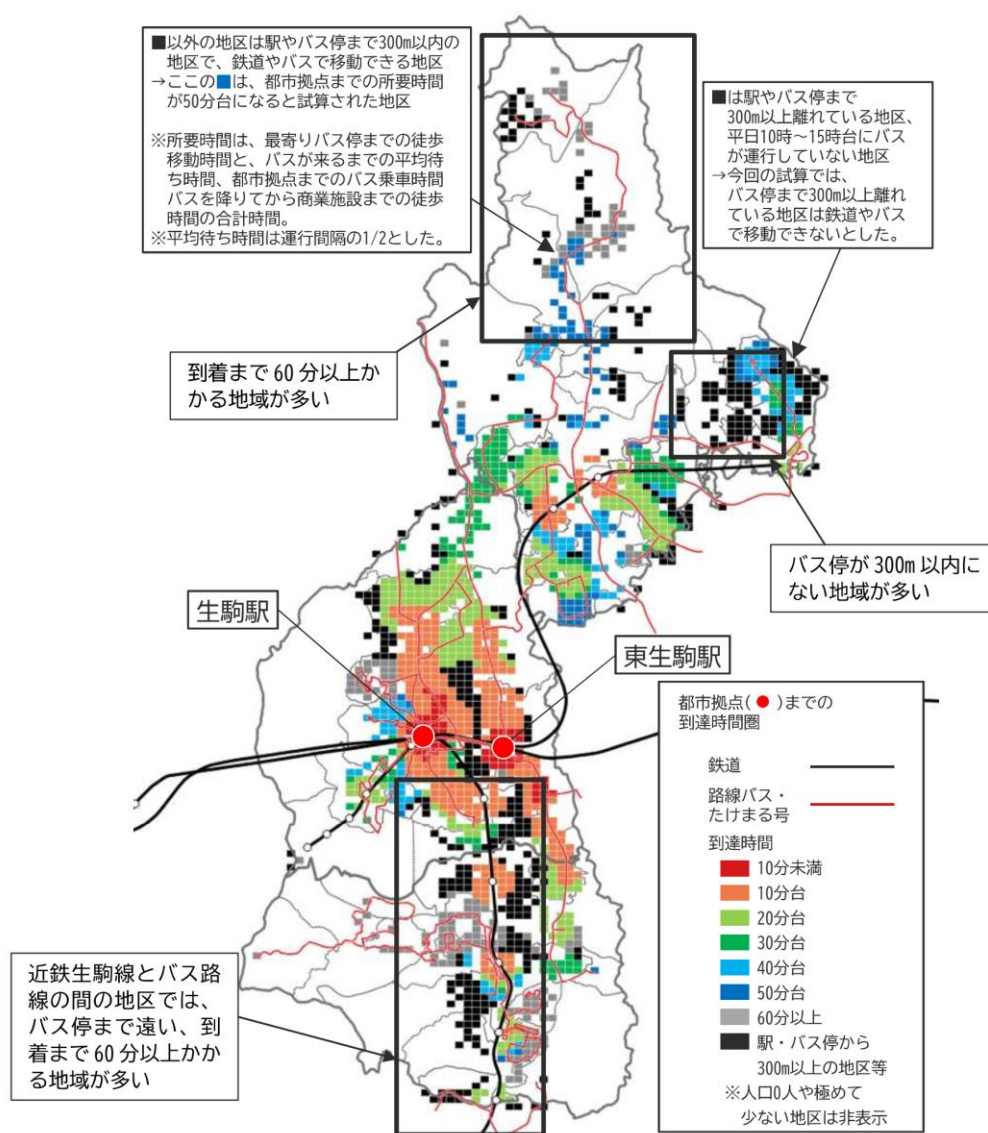 ■以外の地区は駅やバス停まで300m以内の
地区で、鉄道やバスで移動できる地区
→ここの■は、都市拠点までの所要時間
が50分台になると試算された地区
※所要時間は、最寄りバス停までの徒歩
移動時間と、バスが来るまでの平均待
ち時間、都市拠点までのバス乗車時間
バスを降りてから商業施設までの徒歩
時間の合計時間。
※平均待ち時間は運行間隔の1/2とした。
■は駅やバス停まで
300m以上離れている地区、
平日10時～15時台にバス
が運行していない地区
→今回の試算では、
バス停まで300m以上離れ
ている地区は鉄道やバス
で移動できないとした。
到着まで60分以上か
かる地域が多い
バス停が300m以内に
ない地域が多い
生駒駅
東生駒駅
近鉄生駒線とバス路
線の間の地区では、
バス停まで遠い、到
着まで60分以上かか
る地域が多い
都市拠点(●)までの
到達時間圏
鉄道
路線バス・
たけまる号
到達時間
10分未満
10分台
20分台
30分台
40分台
50分台
60分以上
駅・バス停から
300m以上の地区等
※人口0人や極めて
少ない地区は非表示